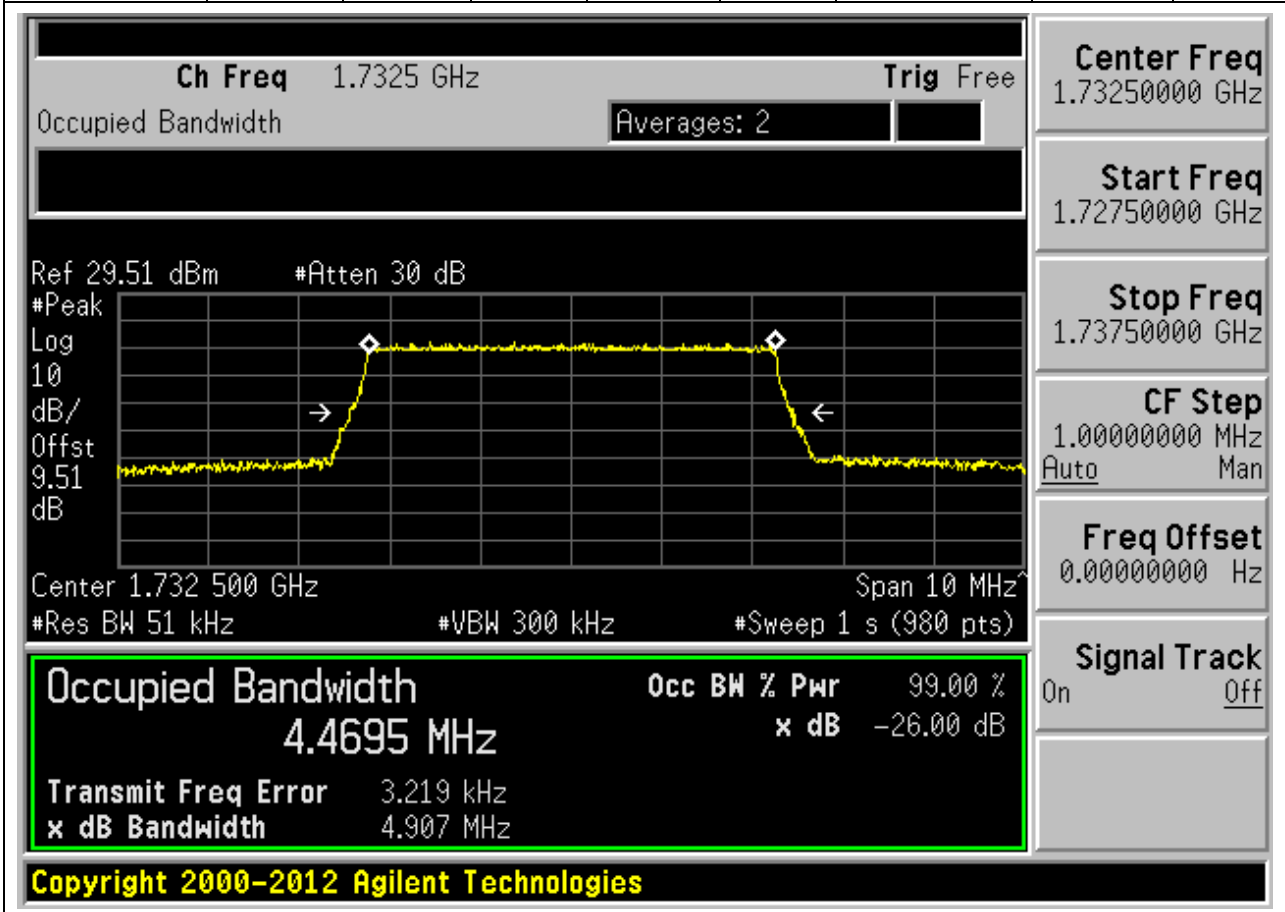 Ch Freq 1.7325 GHz Trig Free
Occupied Bandwidth Averages: 2
Ref 29.51 dBm #Atten 30 dB
#Peak
Log
10
dB/
Offst
9.51
dB
Center 1.732 500 GHz Span 10 MHz^
#Res BW 51 kHz #VBW 300 kHz #Sweep 1 s (980 pts)
Occupied Bandwidth Occ BW % Pwr 99.00 %
4.4695 MHz x dB -26.00 dB
Transmit Freq Error 3.219 kHz
x dB Bandwidth 4.907 MHz
Copyright 2000-2012 Agilent Technologies
Center Freq
1.73250000 GHz
Start Freq
1.72750000 GHz
Stop Freq
1.73750000 GHz
CF Step
1.00000000 MHz
Auto Man
Freq Offset
0.00000000 Hz
Signal Track
On Off